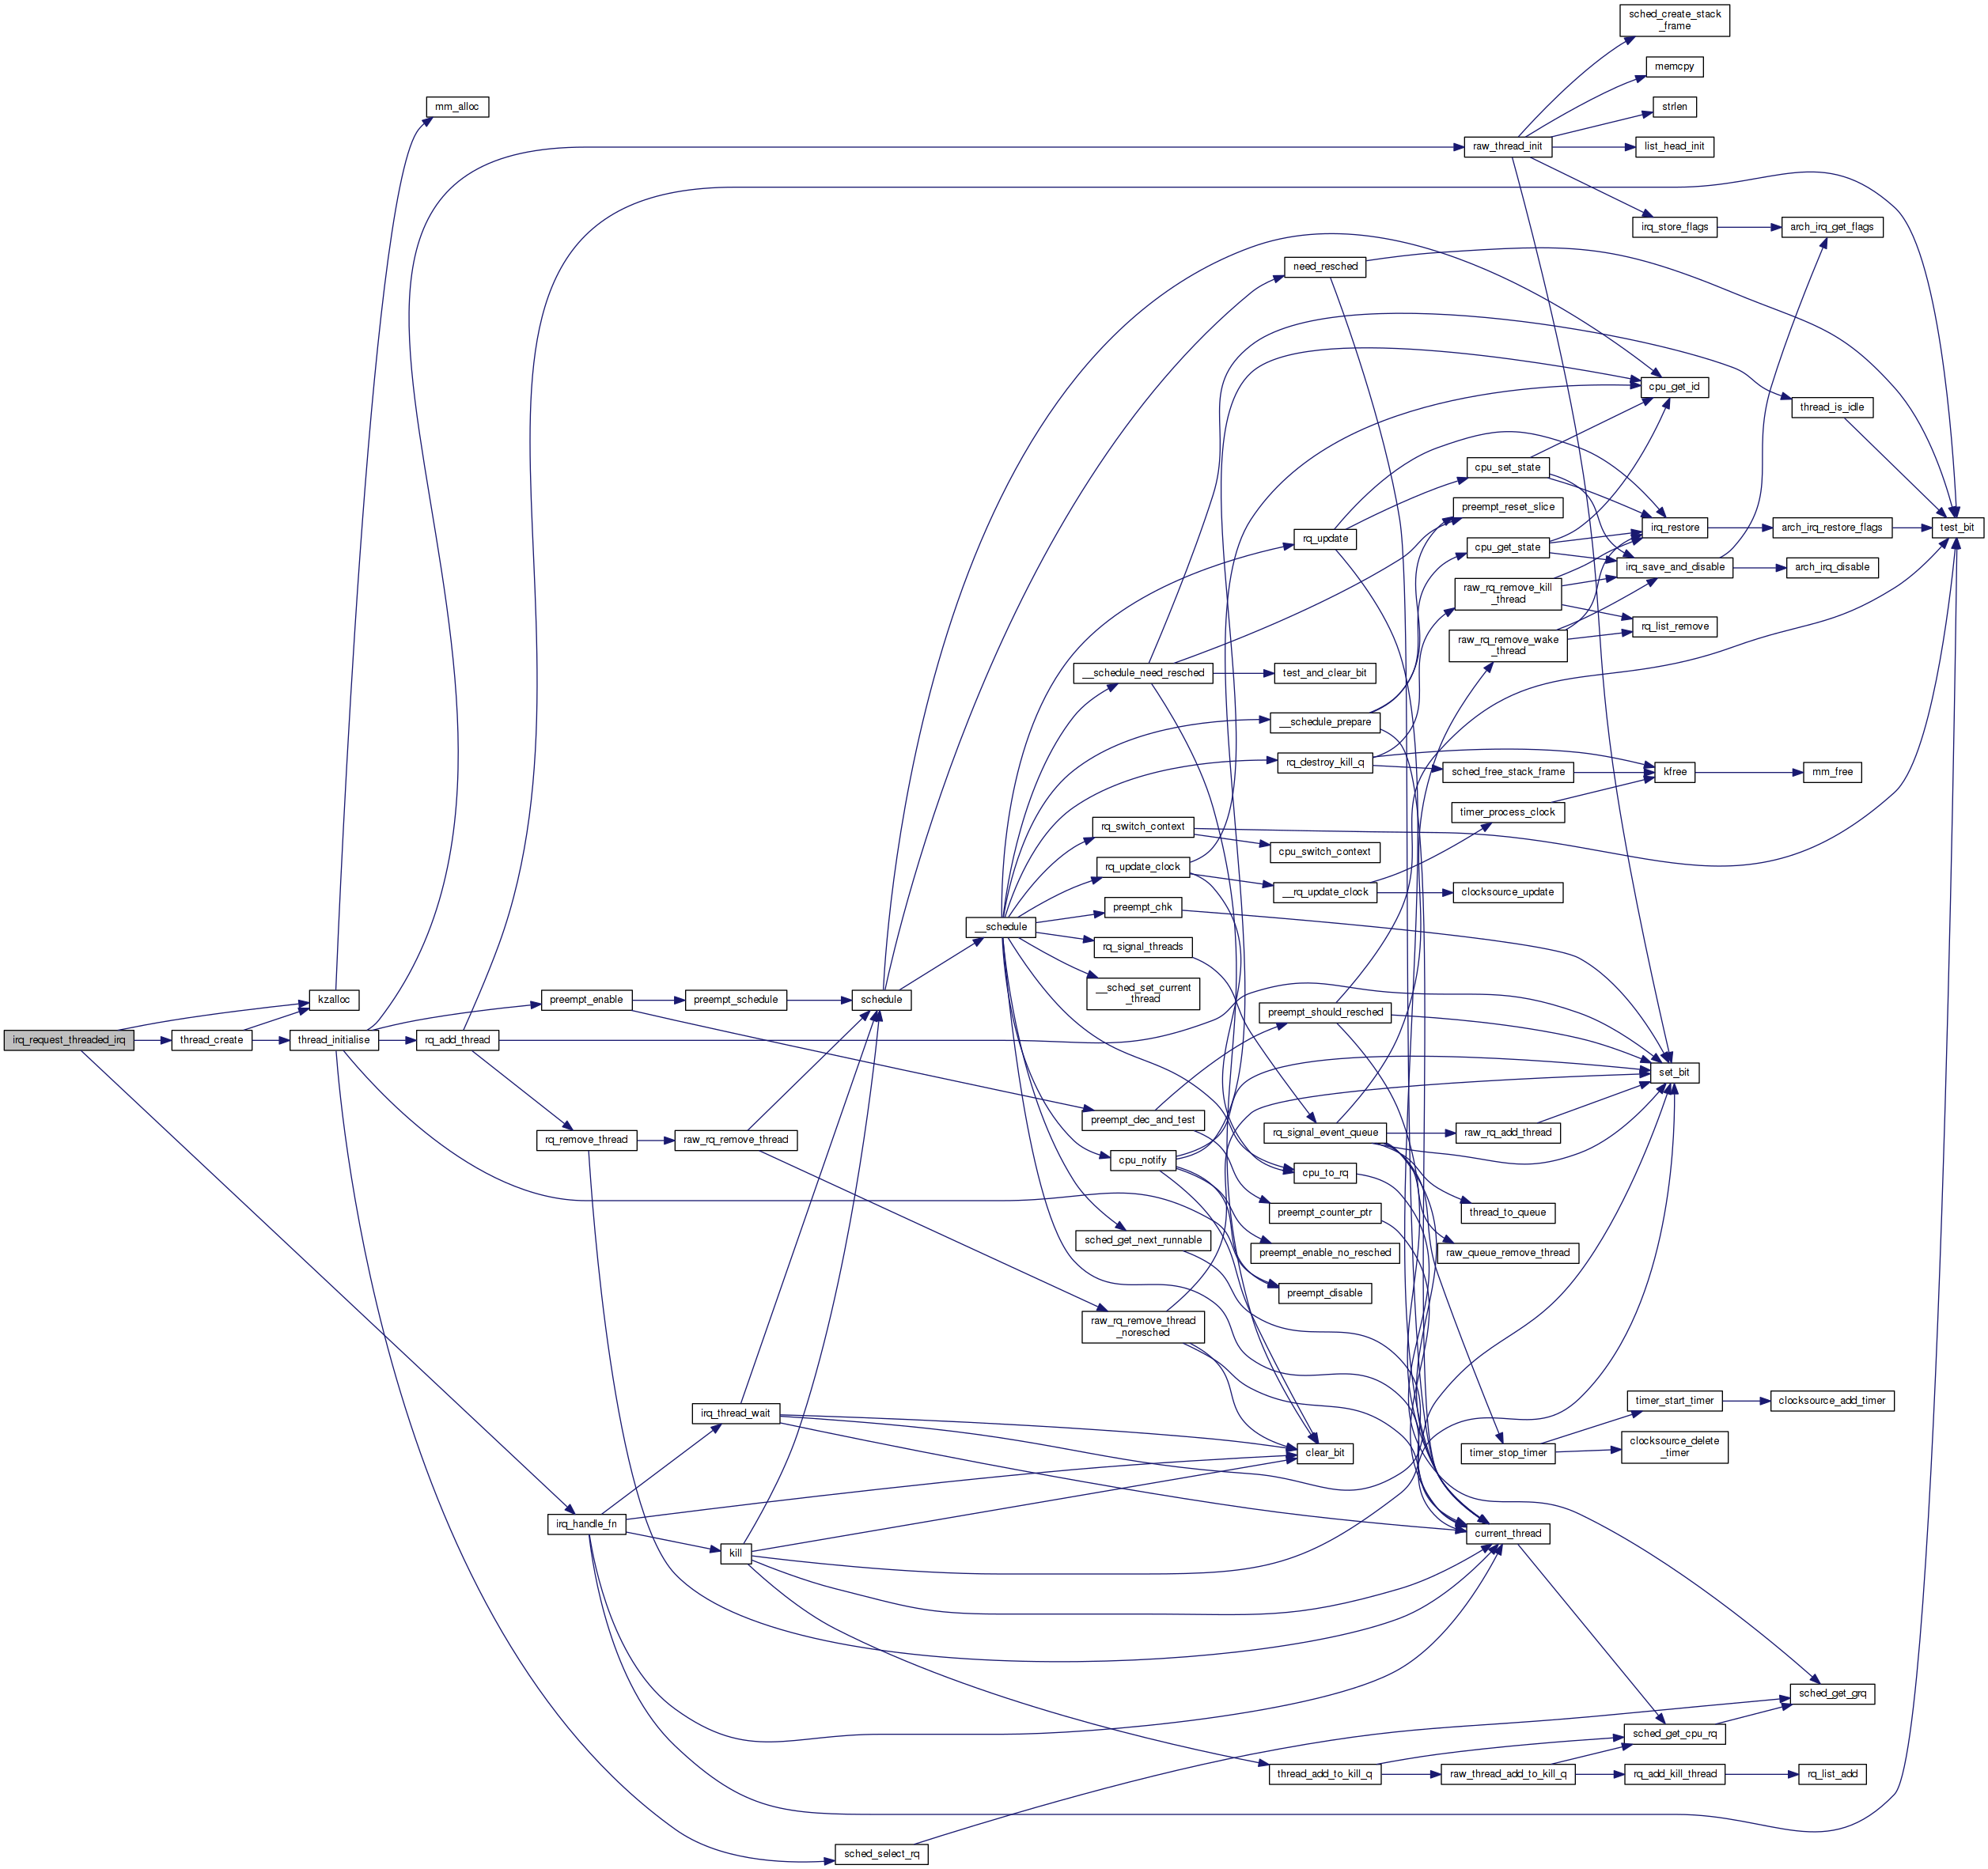 sched_create_stack
_frame
memcpy
mm_alloc
strlen
raw_thread_init
list_head_init
irq_store_flags
arch_irq_get_flags
need_resched
cpu_get_id
thread_is_idle
cpu_set_state
preempt_reset_slice
irq_restore
arch_irq_restore_flags
test_bit
rq_update
cpu_get_state
irq_save_and_disable
arch_irq_disable
raw_rq_remove_kill
_thread
rq_list_remove
raw_rq_remove_wake
_thread
__schedule_need_resched
test_and_clear_bit
__schedule_prepare
rq_destroy_kill_q
sched_free_stack_frame
kfree
mm_free
timer_process_clock
rq_switch_context
cpu_switch_context
rq_update_clock
__rq_update_clock
clocksource_update
preempt_chk
__schedule
rq_signal_threads
__sched_set_current
_thread
kzalloc
preempt_enable
preempt_schedule
schedule
preempt_should_resched
irq_request_threaded_irq
thread_create
thread_initialise
rq_add_thread
set_bit
preempt_dec_and_test
rq_remove_thread
raw_rq_remove_thread
rq_signal_event_queue
raw_rq_add_thread
cpu_notify
cpu_to_rq
preempt_counter_ptr
thread_to_queue
sched_get_next_runnable
preempt_enable_no_resched
raw_queue_remove_thread
preempt_disable
raw_rq_remove_thread
_noresched
timer_start_timer
clocksource_add_timer
irq_thread_wait
clear_bit
timer_stop_timer
clocksource_delete
_timer
irq_handle_fn
current_thread
kill
sched_get_grq
sched_get_cpu_rq
thread_add_to_kill_q
raw_thread_add_to_kill_q
rq_add_kill_thread
rq_list_add
sched_select_rq